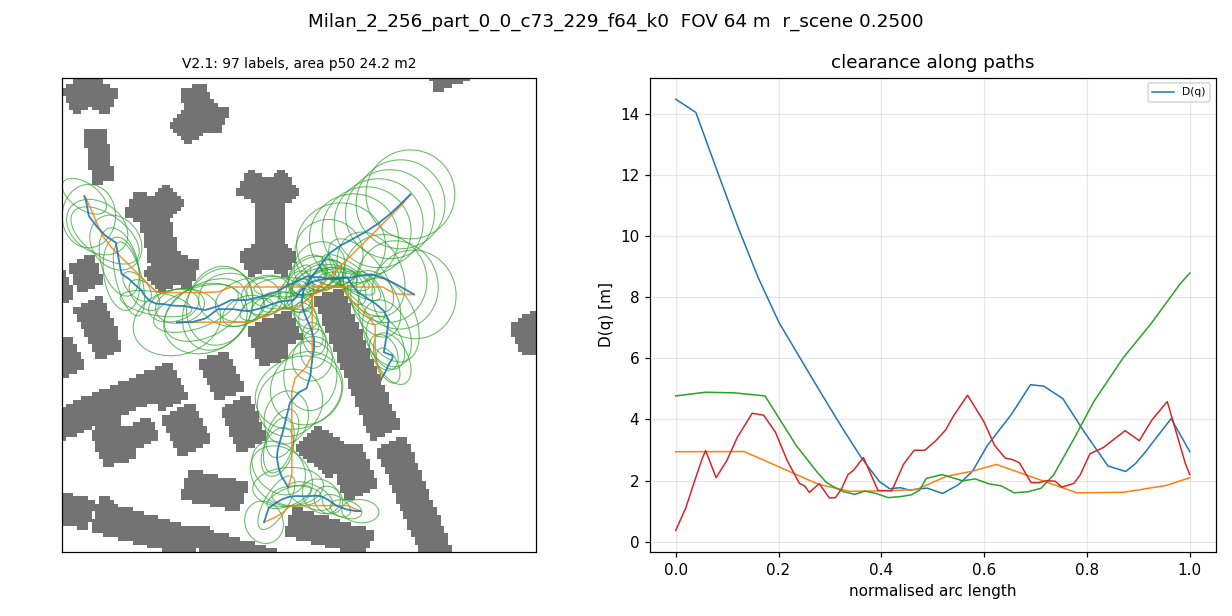 Milan_2_256_part_0_0_c73_229_f64_k0 FOV 64 m r_scene 0.2500
V2.1: 97 labels, area p50 24.2 m2
clearance along paths
D(q)
14
12
10
8
6
4
2
0
D(q) [m]
0.0 0.2 0.4 0.6 0.8 1.0
normalised arc length